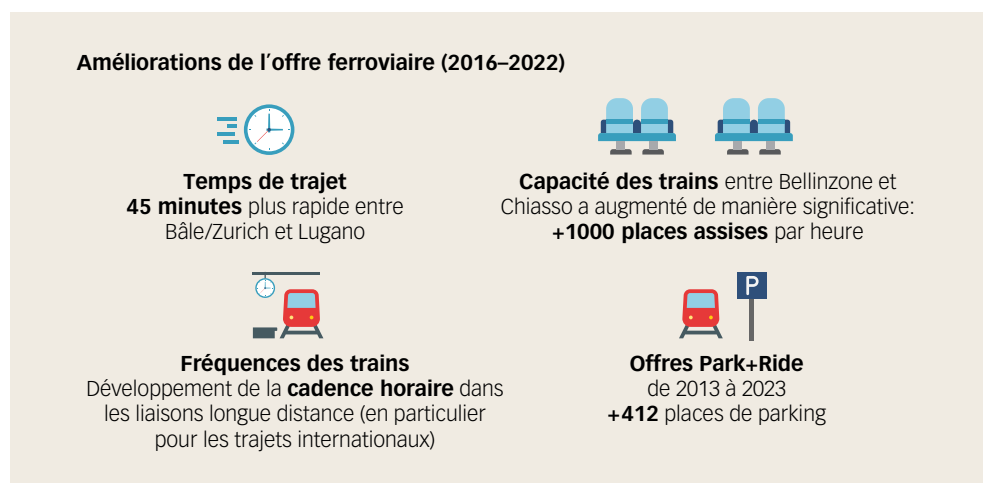 Améliorations de l'offre ferroviaire (2016–2022)
Temps de trajet
45 minutes plus rapide entre
Bâle/Zurich et Lugano
Capacité des trains entre Bellinzone et
Chiasso a augmenté de manière significative:
+1000 places assises par heure
Fréquences des trains
Développement de la cadence horaire dans
les liaisons longue distance (en particulier
pour les trajets internationaux)
P
Offres Park+Ride
de 2013 à 2023
+412 places de parking